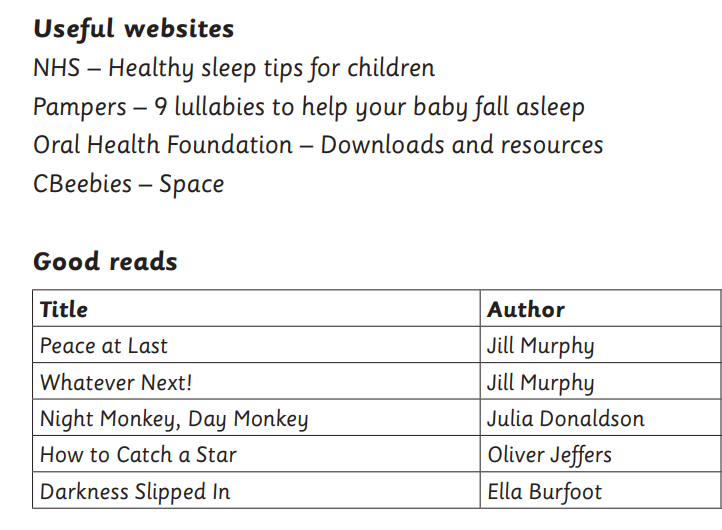 Useful websites
NHS – Healthy sleep tips for children
Pampers – 9 lullabies to help your baby fall asleep
Oral Health Foundation – Downloads and resources
CBeebies – Space
Good reads
Title Author
Peace at Last Jill Murphy
Whatever Next! Jill Murphy
Night Monkey, Day Monkey Julia Donaldson
How to Catch a Star Oliver Jeffers
Darkness Slipped In Ella Burfoot